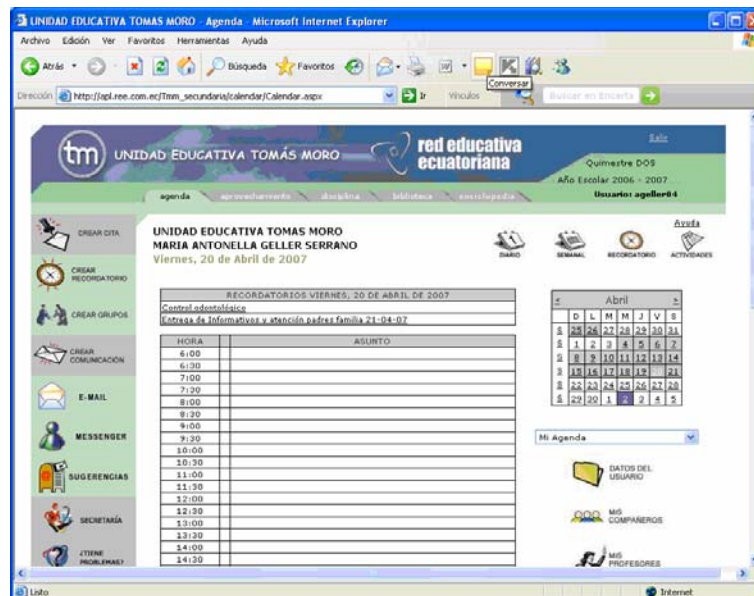 UNIDAD EDUCATIVA TOMAS MORO - Agenda - Microsoft Internet Explorer
Archivo Edición Ver Favoritos Herramientas Ayuda
Atrás Búsqueda Favoritos
Conversar
Dirección http://apl.ree.com.ec/Tmm_secundaria/calendar/Calendar.aspx Ir Vínculos Buscar en Encarta
tm UNIDAD EDUCATIVA TOMÁS MORO
red educativa
ecuatoriana
Salir
Quimestre DOS
Año Escolar 2006 - 2007
Usuario: ageller04
agenda aprovechamiento disciplina biblioteca enciclopedia
CREAR CITA
CREAR
RECORDATORIO
CREAR GRUPOS
CREAR
COMUNICACIÓN
E-MAIL
MESSENGER
SUGERENCIAS
SECRETARÍA
¿TIENE
PROBLEMAS?
UNIDAD EDUCATIVA TOMAS MORO
MARIA ANTONELLA GELLER SERRANO
Viernes, 20 de Abril de 2007
Ayuda
DIARIO SEMANAL RECORDATORIO ACTIVIDADES
RECORDATORIOS VIERNES, 20 DE ABRIL DE 2007
Control odontológico
Entrega de Informativos y atención padres familia 21-04-07
HORA ASUNTO
6:00
6:30
7:00
7:30
8:00
8:30
9:00
9:30
10:00
10:30
11:00
11:30
12:00
12:30
13:00
13:30
14:00
14:30
< Abril >
D L M M J V S
S 25 26 27 28 29 30 31
S 1 2 3 4 5 6 7
S 8 9 10 11 12 13 14
S 15 16 17 18 19 21
S 22 23 24 25 26 27 28
S 29 30 1 2 3 4 5
Mi Agenda
DATOS DEL
USUARIO
MIS
COMPAÑEROS
MIS
PROFESORES
Listo Internet